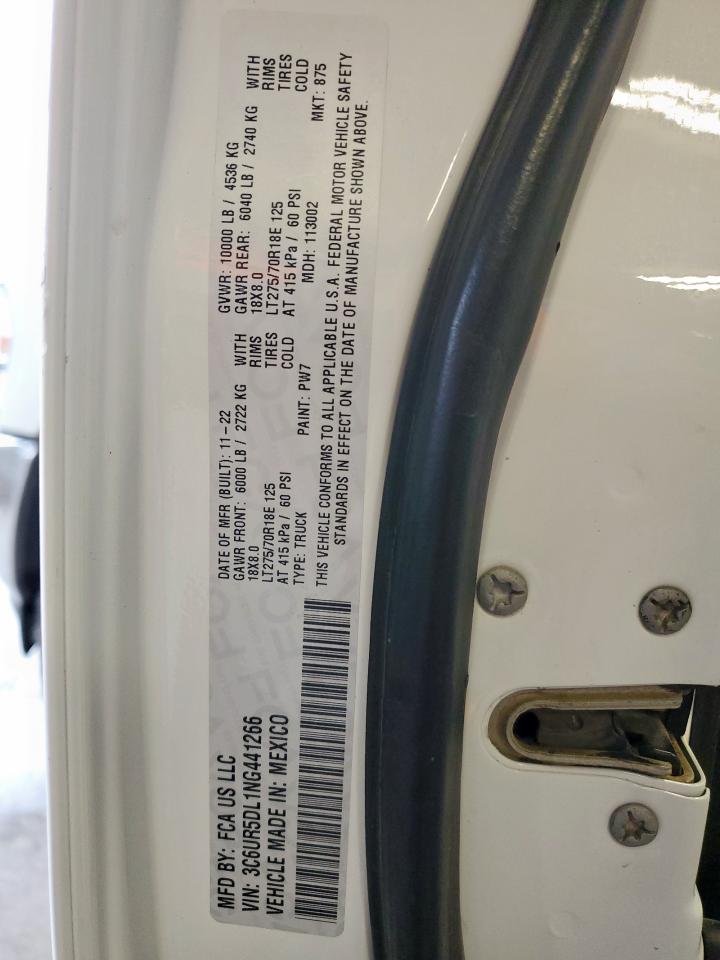 MFD BY: FCA US LLC
VIN: 3C6UR5DL1NG441266
VEHICLE MADE IN: MEXICO
DATE OF MFR (BUILT): 11-22
GAWR FRONT: 6000 LB / 2722 KG WITH
18X8.0 RIMS
LT275/70R18E 125 TIRES
AT 415 kPa / 60 PSI COLD
TYPE: TRUCK PAINT: PW7
GVWR: 10000 LB / 4536 KG
GAWR REAR: 6040 LB / 2740 KG WITH
18X8.0 RIMS
LT275/70R18E 125 TIRES
AT 415 kPa / 60 PSI COLD
MDH: 113002 MKT: 875
THIS VEHICLE CONFORMS TO ALL APPLICABLE U.S.A. FEDERAL MOTOR VEHICLE SAFETY
STANDARDS IN EFFECT ON THE DATE OF MANUFACTURE SHOWN ABOVE.